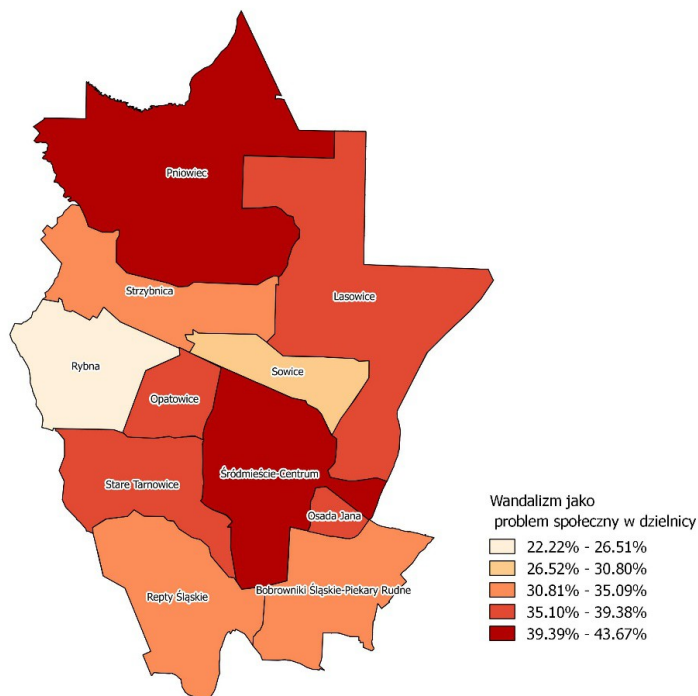 Pniowiec
Strzybnica
Lasowice
Rybna
Sowice
Opatowice
Śródmieście-Centrum
Stare Tarnowice
Osada Jana
Repty Śląskie
Bobrowniki Śląskie-Piekary Rudne
Wandalizm jako
problem społeczny w dzielnicy
22.22% - 26.51%
26.52% - 30.80%
30.81% - 35.09%
35.10% - 39.38%
39.39% - 43.67%